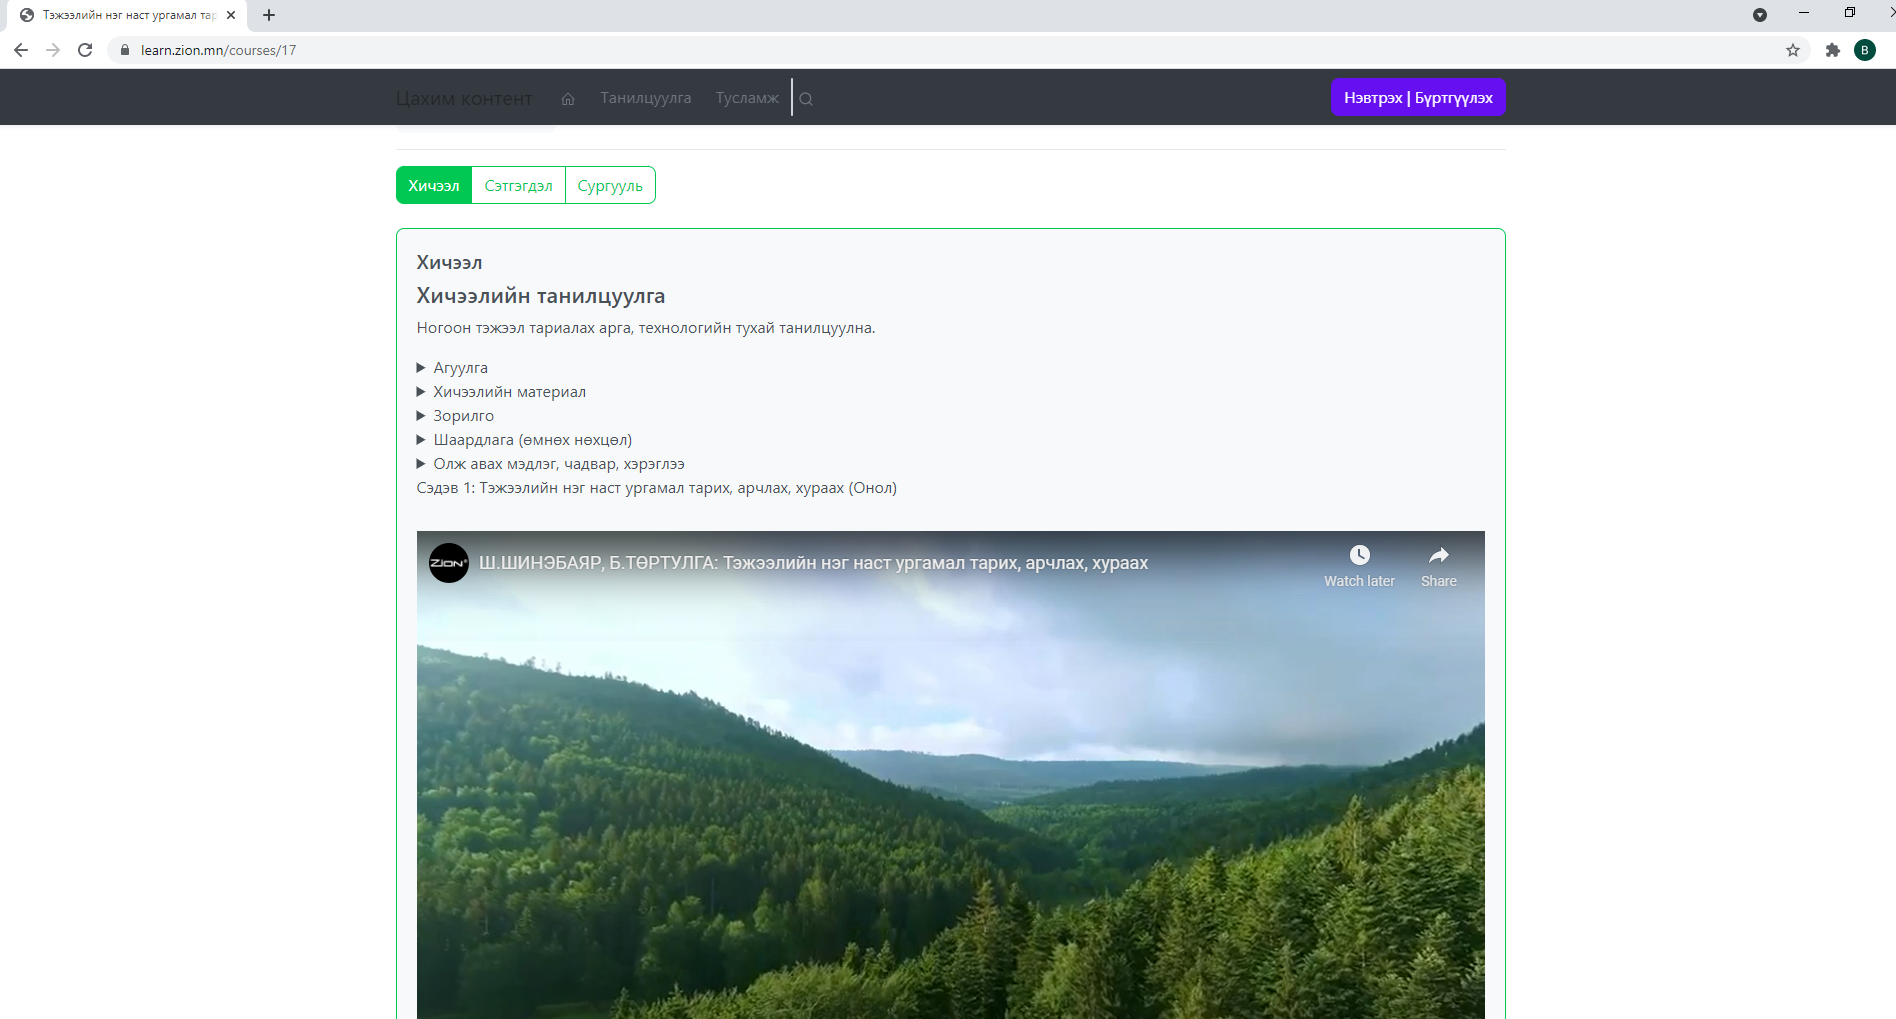 Тэжээлийн нэг наст ургамал тар
learn.zion.mn/courses/17
B
Цахим контент Танилцуулга Тусламж Нэвтрэх | Бүртгүүлэх
Хичээл Сэтгэгдэл Сургууль
Хичээл
Хичээлийн танилцуулга
Ногоон тэжээл тариалах арга, технологийн тухай танилцуулна.
Агуулга
Хичээлийн материал
Зорилго
Шаардлага (өмнөх нөхцөл)
Олж авах мэдлэг, чадвар, хэрэглээ
Сэдэв 1: Тэжээлийн нэг наст ургамал тарих, арчлах, хураах (Онол)
ZION® Ш.ШИНЭБАЯР, Б.ТӨРТУЛГА: Тэжээлийн нэг наст ургамал тарих, арчлах, хураах
Watch later Share